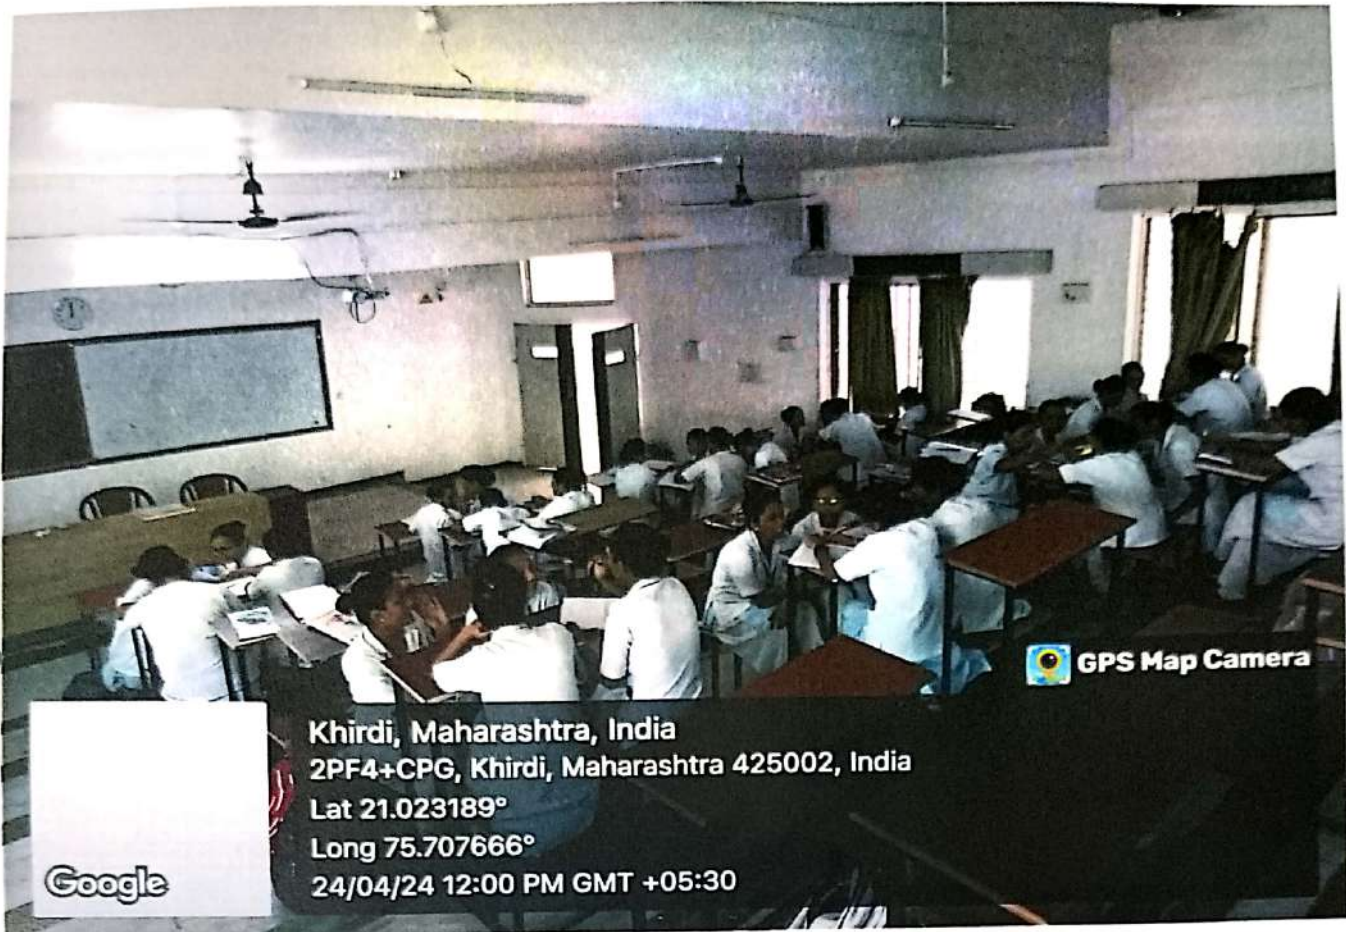 GPS Map Camera
Khirdi, Maharashtra, India
2PF4+CPG, Khirdi, Maharashtra 425002, India
Lat 21.023189°
Long 75.707666°
24/04/24 12:00 PM GMT +05:30
Google